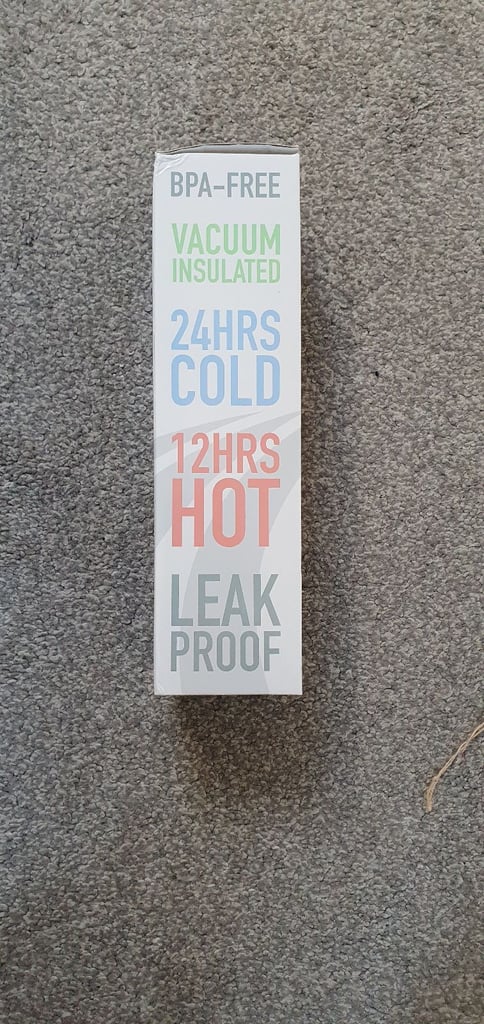 BPA-FREE
VACUUM
INSULATED
24HRS
COLD
12HRS
HOT
LEAK
PROOF